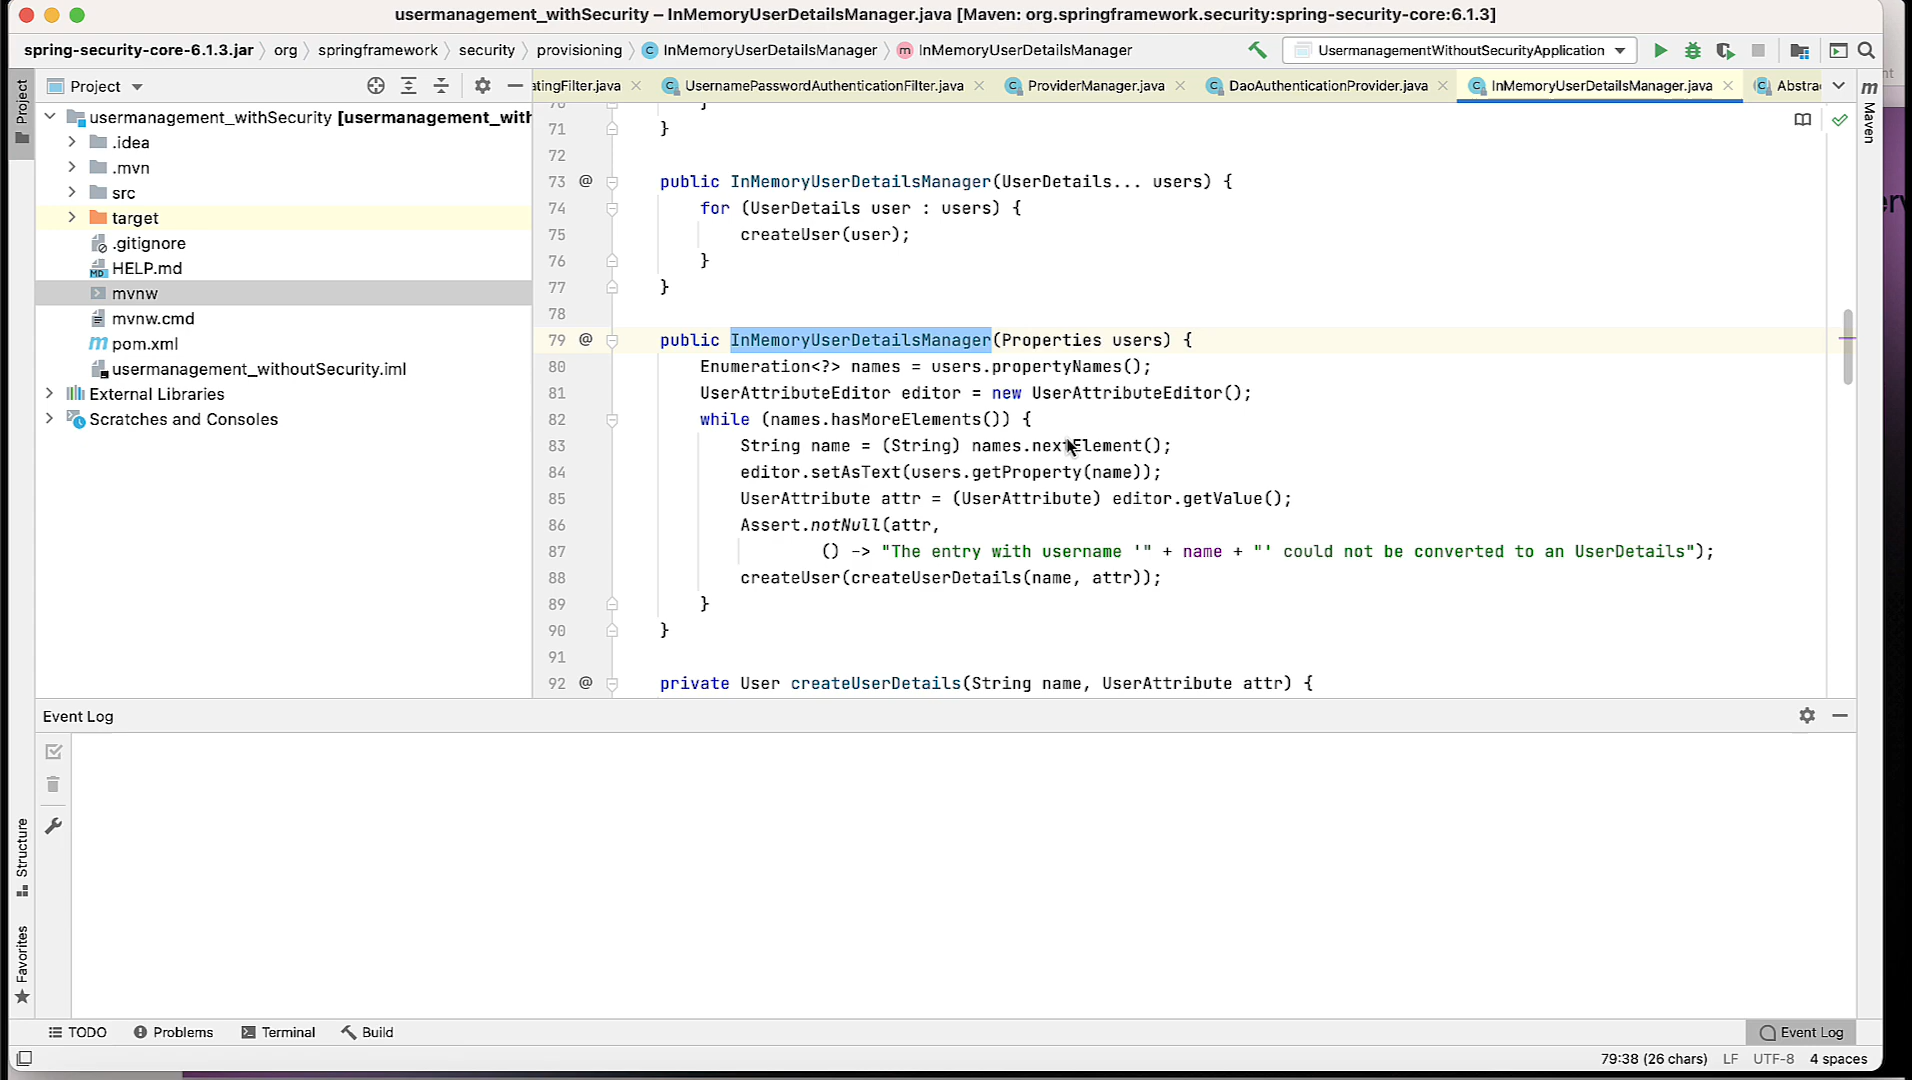 usermanagement_withSecurity – InMemoryUserDetailsManager.java [Maven: org.springframework.security:spring-security-core:6.1.3]
spring-security-core-6.1.3.jar org springframework security provisioning InMemoryUserDetailsManager InMemoryUserDetailsManager UsermanagementWithoutSecurityApplication
Project atingFilter.java UsernamePasswordAuthenticationFilter.java ProviderManager.java DaoAuthenticationProvider.java InMemoryUserDetailsManager.java Abstra
Project
Maven
usermanagement_withSecurity [usermanagement_with
.idea
.mvn
src
target
.gitignore
HELP.md
mvnw
mvnw.cmd
pom.xml
usermanagement_withoutSecurity.iml
External Libraries
Scratches and Consoles
70 }
71 }
72
73 @ public InMemoryUserDetailsManager(UserDetails... users) {
74 for (UserDetails user : users) {
75 createUser(user);
76 }
77 }
78
79 @ public InMemoryUserDetailsManager(Properties users) {
80 Enumeration<?> names = users.propertyNames();
81 UserAttributeEditor editor = new UserAttributeEditor();
82 while (names.hasMoreElements()) {
83 String name = (String) names.nextElement();
84 editor.setAsText(users.getProperty(name));
85 UserAttribute attr = (UserAttribute) editor.getValue();
86 Assert.notNull(attr,
87 () -> "The entry with username '" + name + "' could not be converted to an UserDetails");
88 createUser(createUserDetails(name, attr));
89 }
90 }
91
92 @ private User createUserDetails(String name, UserAttribute attr) {
Event Log
Structure
Favorites
TODO Problems Terminal Build Event Log
79:38 (26 chars) LF UTF-8 4 spaces